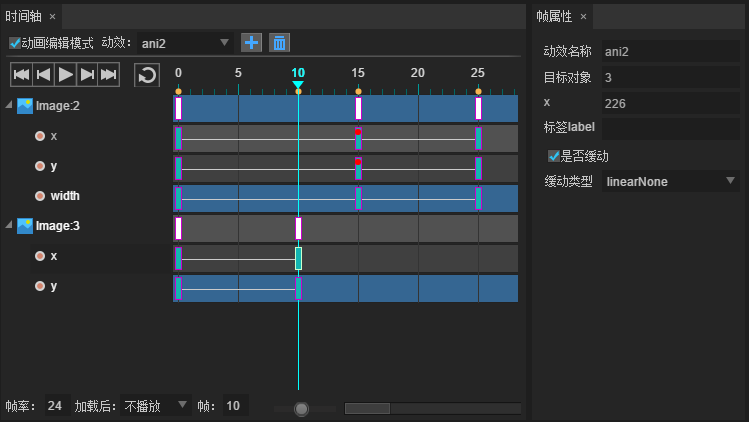 时间轴 ×
动画编辑模式 动效: ani2
0 5 10 15 20 25
Image:2
x
y
width
Image:3
x
y
帧率: 24 加载后: 不播放 帧: 10
帧属性 ×
动效名称 ani2
目标对象 3
x 226
标签label
是否缓动
缓动类型 linearNone